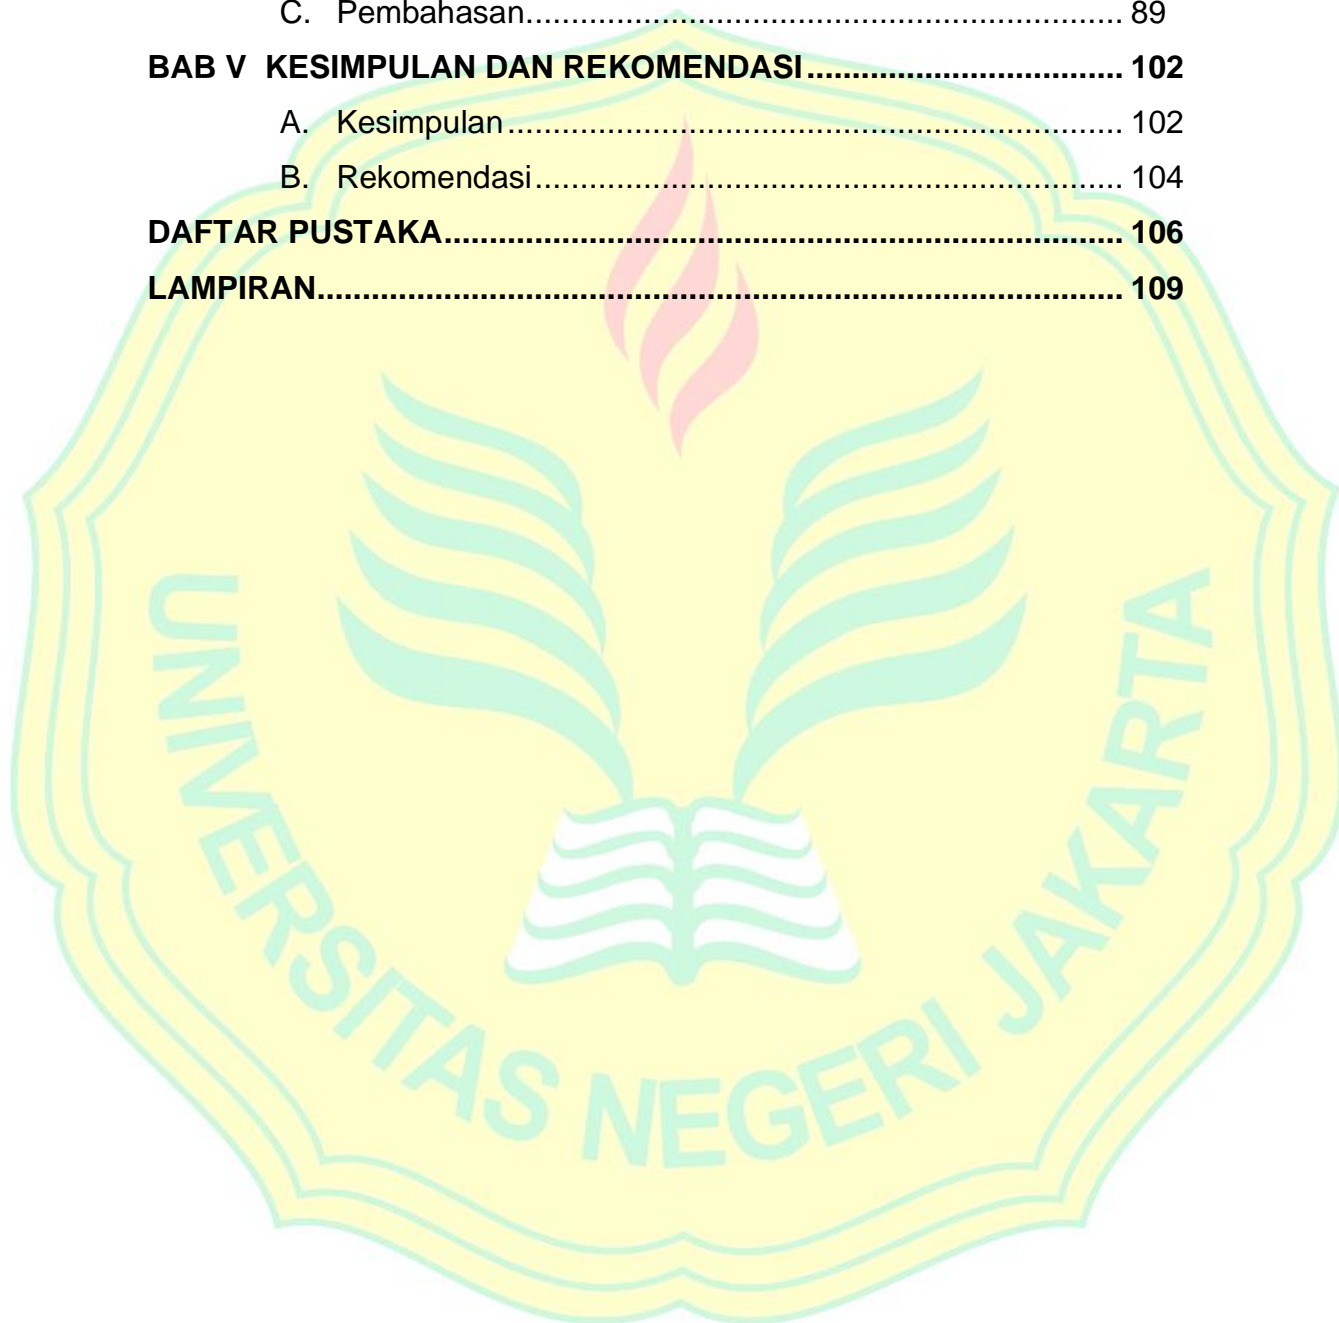 C. Pembahasan.................................................................. 89
BAB V KESIMPULAN DAN REKOMENDASI................................... 102
A. Kesimpulan.................................................................... 102
B. Rekomendasi................................................................. 104
DAFTAR PUSTAKA........................................................................... 106
LAMPIRAN......................................................................................... 109
UNIVERSITAS NEGERI JAKARTA